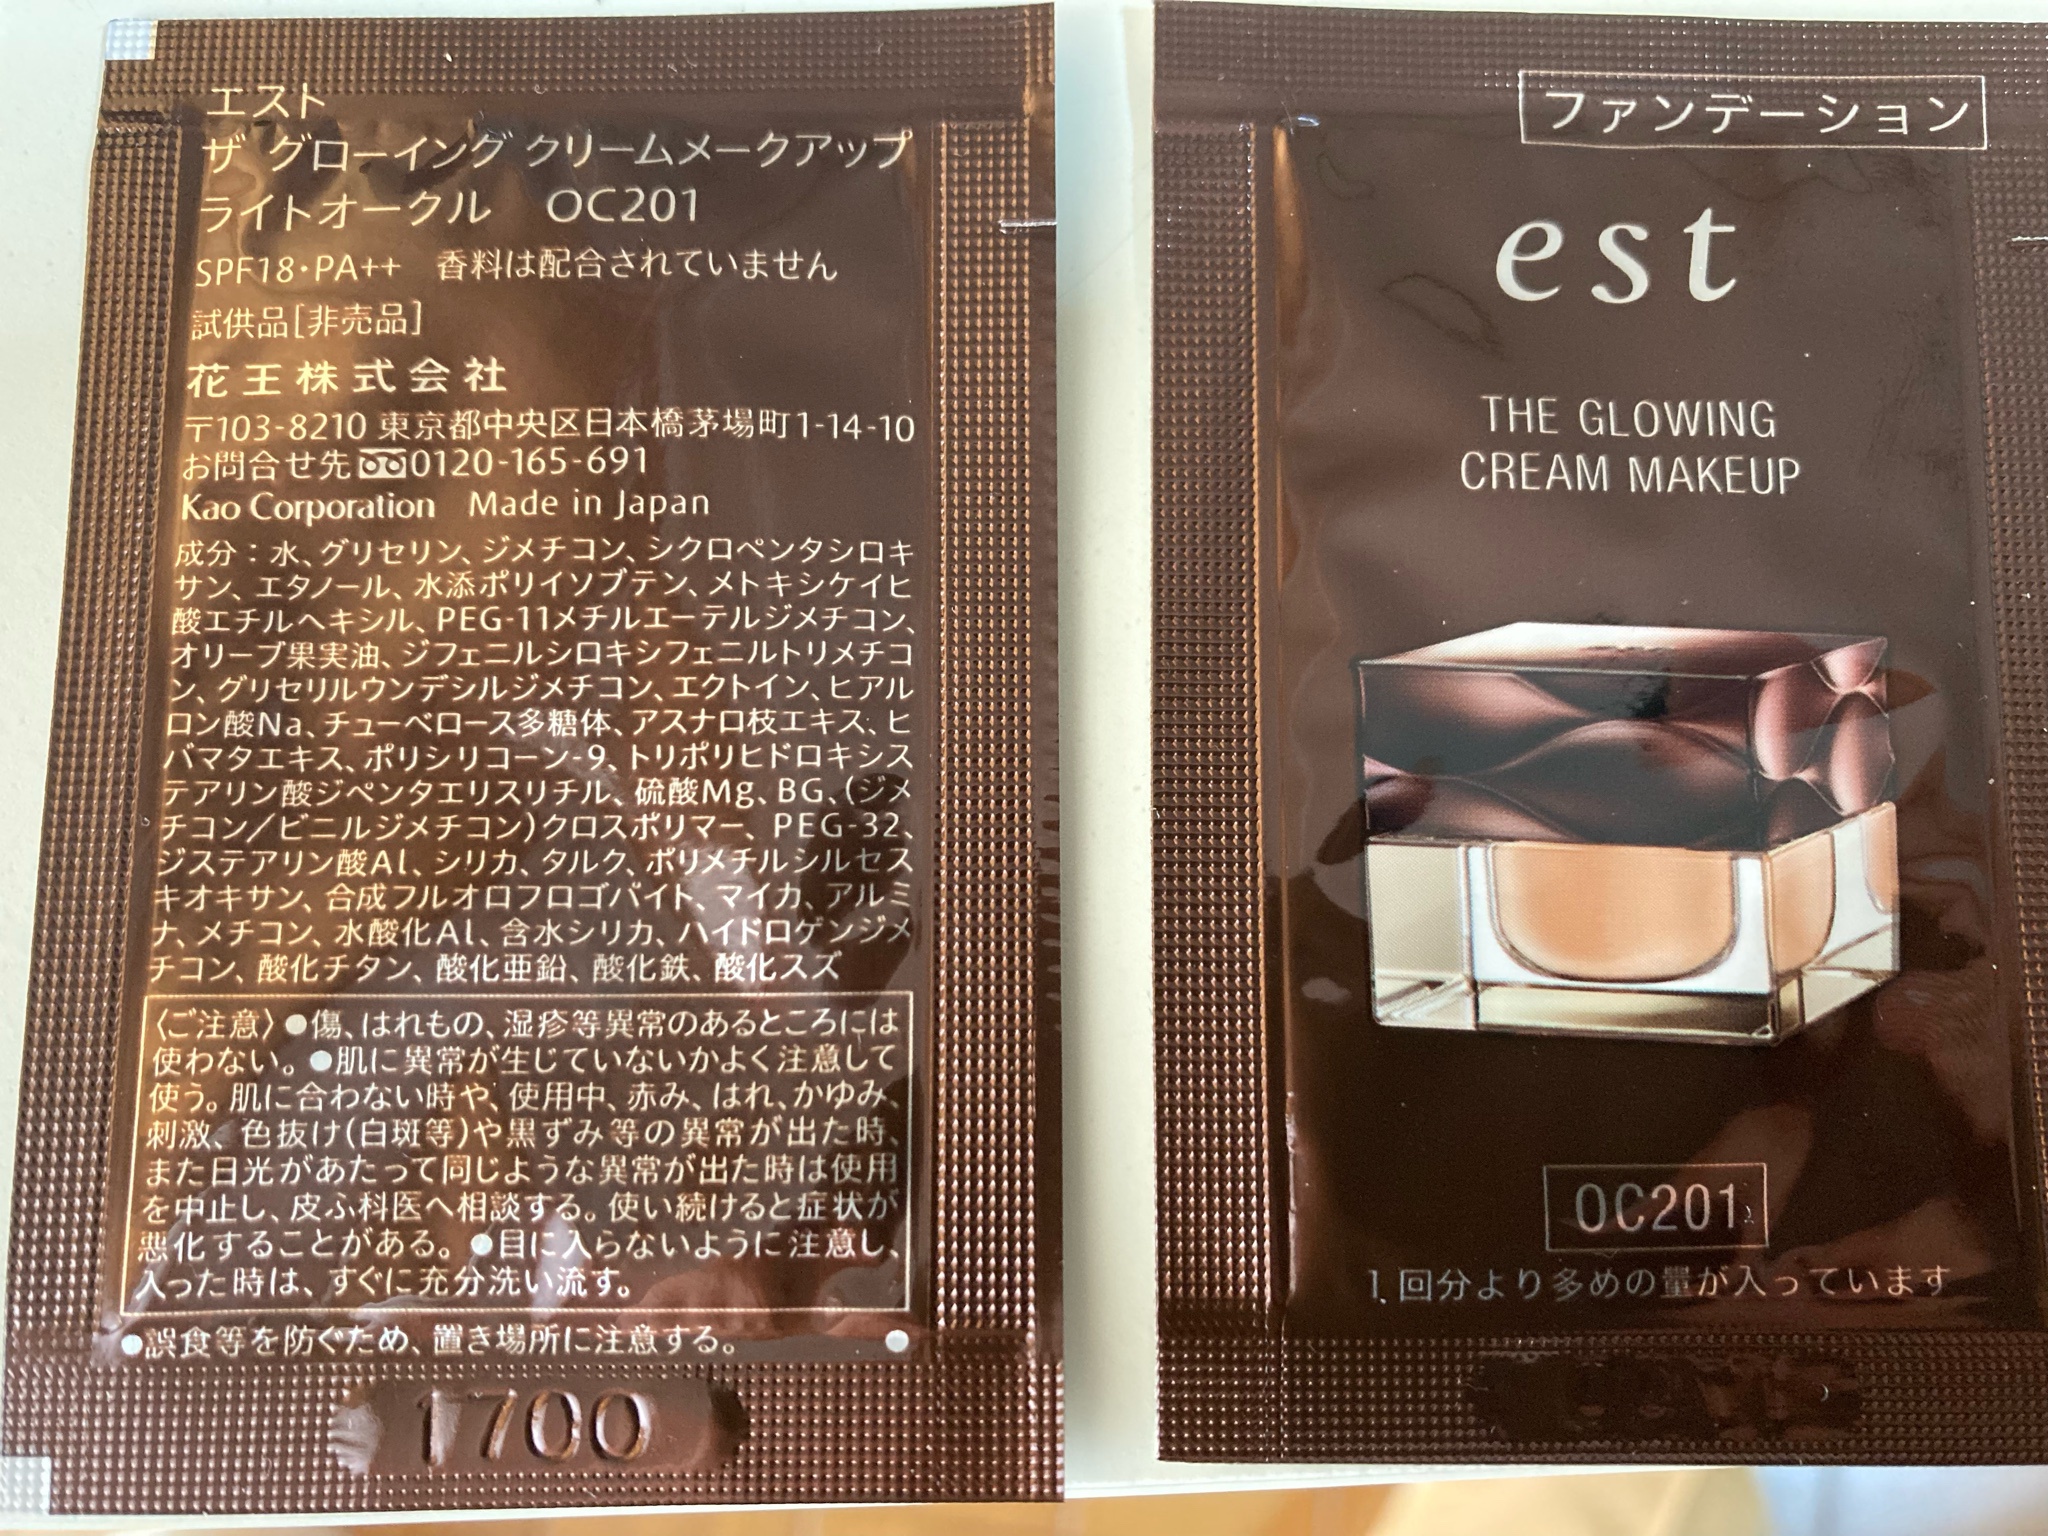 エスト
ザ グローイング クリームメークアップ
ライトオークル OC201
SPF18・PA++ 香料は配合されていません
試供品[非売品]
花王株式会社
〒103-8210 東京都中央区日本橋茅場町1-14-10
お問合せ先 0120-165-691
Kao Corporation Made in Japan
成分：水、グリセリン、ジメチコン、シクロペンタシロキ
サン、エタノール、水添ポリイソブテン、メトキシケイヒ
酸エチルヘキシル、PEG-11メチルエーテルジメチコン、
オリーブ果実油、ジフェニルシロキシフェニルトリメチコ
ン、グリセリルウンデシルジメチコン、エクトイン、ヒアル
ロン酸Na、チューベロース多糖体、アスナロ枝エキス、ヒ
バマタエキス、ポリシリコーン-9、トリポリヒドロキシス
テアリン酸ジペンタエリスリチル、硫酸Mg、BG、(ジメ
チコン/ビニルジメチコン)クロスポリマー、PEG-32、
ジステアリン酸Al、シリカ、タルク、ポリメチルシルセス
キオキサン、合成フルオロフロゴパイト、マイカ、アルミ
ナ、メチコン、水酸化Al、含水シリカ、ハイドロゲンジメ
チコン、酸化チタン、酸化亜鉛、酸化鉄、酸化スズ
〈ご注意〉●傷、はれもの、湿疹等異常のあるところには
使わない。●肌に異常が生じていないかよく注意して
使う。肌に合わない時や、使用中、赤み、はれ、かゆみ、
刺激、色抜け(白斑等)や黒ずみ等の異常が出た時、
また日光があたって同じような異常が出た時は使用
を中止し、皮ふ科医へ相談する。使い続けると症状が
悪化することがある。●目に入らないように注意し、
入った時は、すぐに充分洗い流す。
●誤食等を防ぐため、置き場所に注意する。●
1700
ファンデーション
est
THE GLOWING
CREAM MAKEUP
OC201
1回分より多めの量が入っています